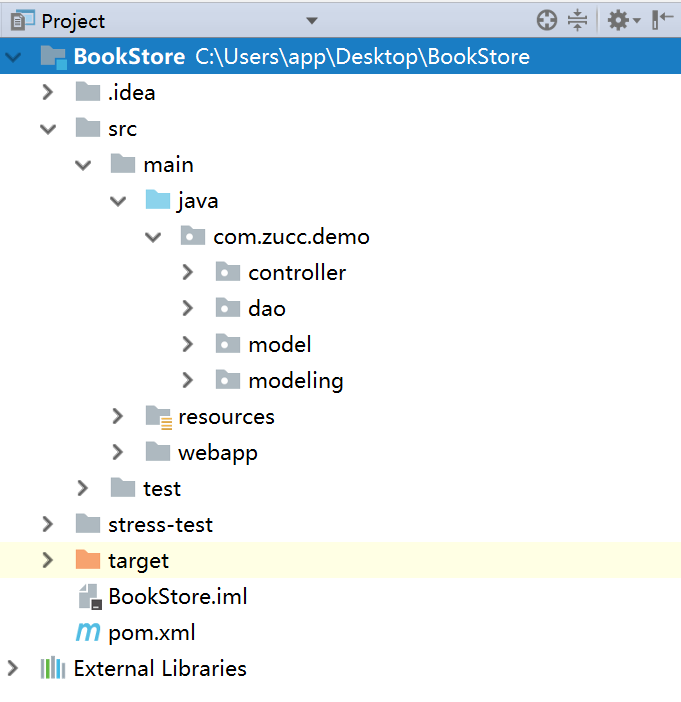 Project
BookStore C:\Users\app\Desktop\BookStore
.idea
src
main
java
com.zucc.demo
controller
dao
model
modeling
resources
webapp
test
stress-test
target
BookStore.iml
m pom.xml
External Libraries